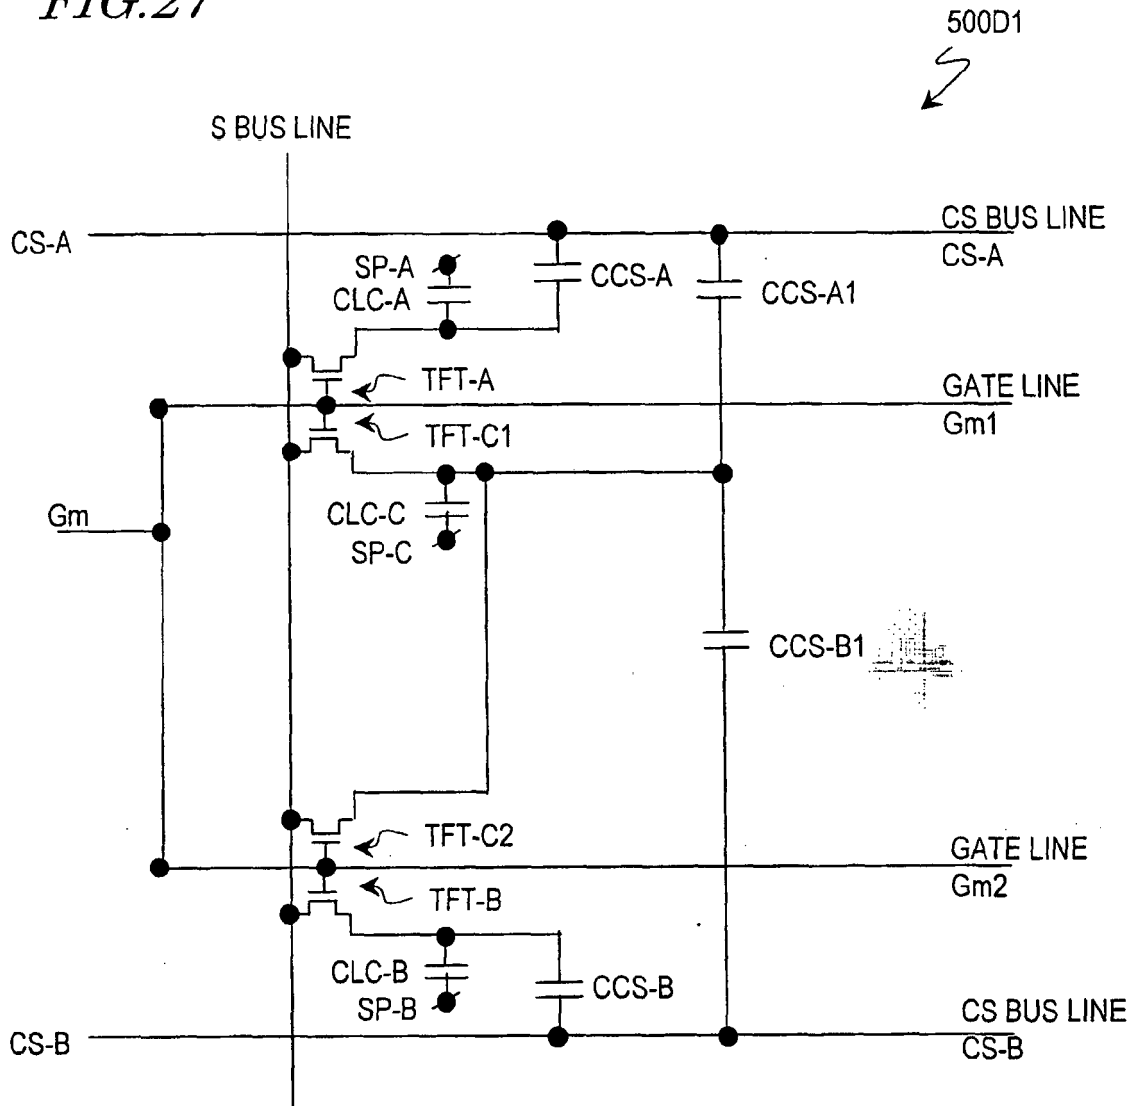 FIG.27
500D1
S BUS LINE
CS-A
CS BUS LINE
CS-A
SP-A
CLC-A
CCS-A
CCS-A1
TFT-A
GATE LINE
Gm1
TFT-C1
CLC-C
SP-C
Gm
CCS-B1
TFT-C2
GATE LINE
Gm2
TFT-B
CLC-B
SP-B
CCS-B
CS BUS LINE
CS-B
CS-B